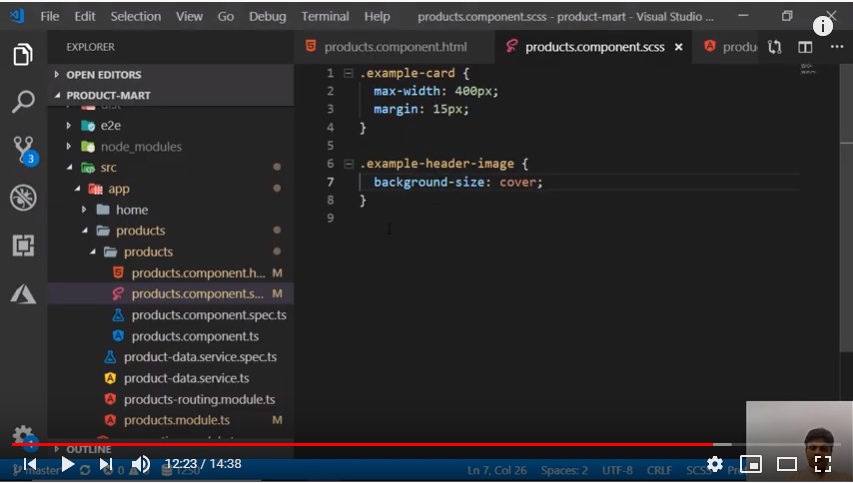 File Edit Selection View Go Debug Terminal Help products.component.scss - product-mart - Visual Studio ...
EXPLORER
products.component.html products.component.scss × produ
OPEN EDITORS
PRODUCT-MART
dist
e2e
node_modules
src
app
home
products
products
products.component.h... M
products.component.s... M
products.component.spec.ts
products.component.ts
product-data.service.spec.ts
product-data.service.ts
products-routing.module.ts
products.module.ts M
OUTLINE
3
1
1 .example-card {
2 max-width: 400px;
3 margin: 15px;
4 }
5
6 .example-header-image {
7 background-size: cover;
8 }
9
12:23 / 14:38
master 0 1250 Ln 7, Col 26 Spaces: 2 UTF-8 CRLF SCSS